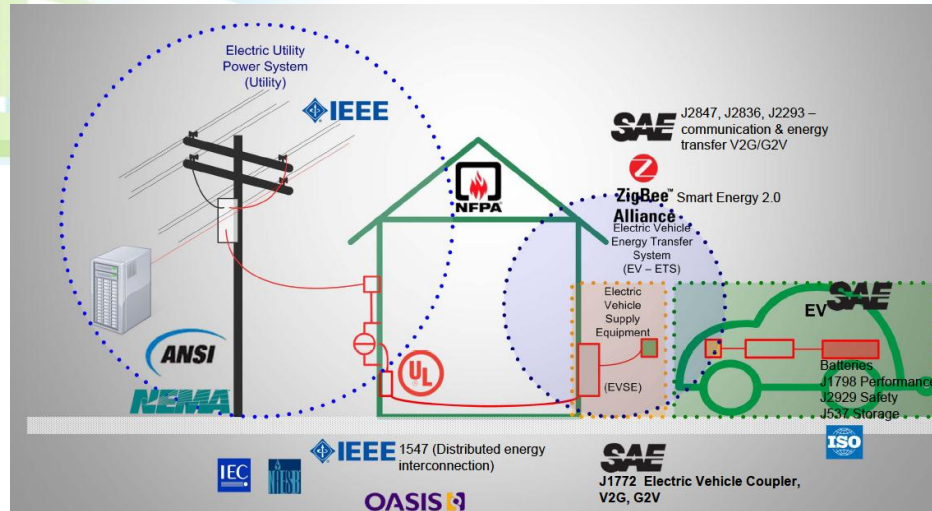 Electric Utility
Power System
(Utility)
IEEE
SAE
J2847, J2836, J2293 –
communication & energy
transfer V2G/G2V
NFPA
ZigBee™
Alliance
Smart Energy 2.0
Electric Vehicle
Energy Transfer
System
(EV – ETS)
Electric
Vehicle
Supply
Equipment
(EVSE)
EV
SAE
ANSI
NEMA
UL
Batteries
J1798 Performance
J2929 Safety
J537 Storage
ISO
IEC
IEEE
1547 (Distributed energy
interconnection)
OASIS
SAE
J1772 Electric Vehicle Coupler,
V2G, G2V